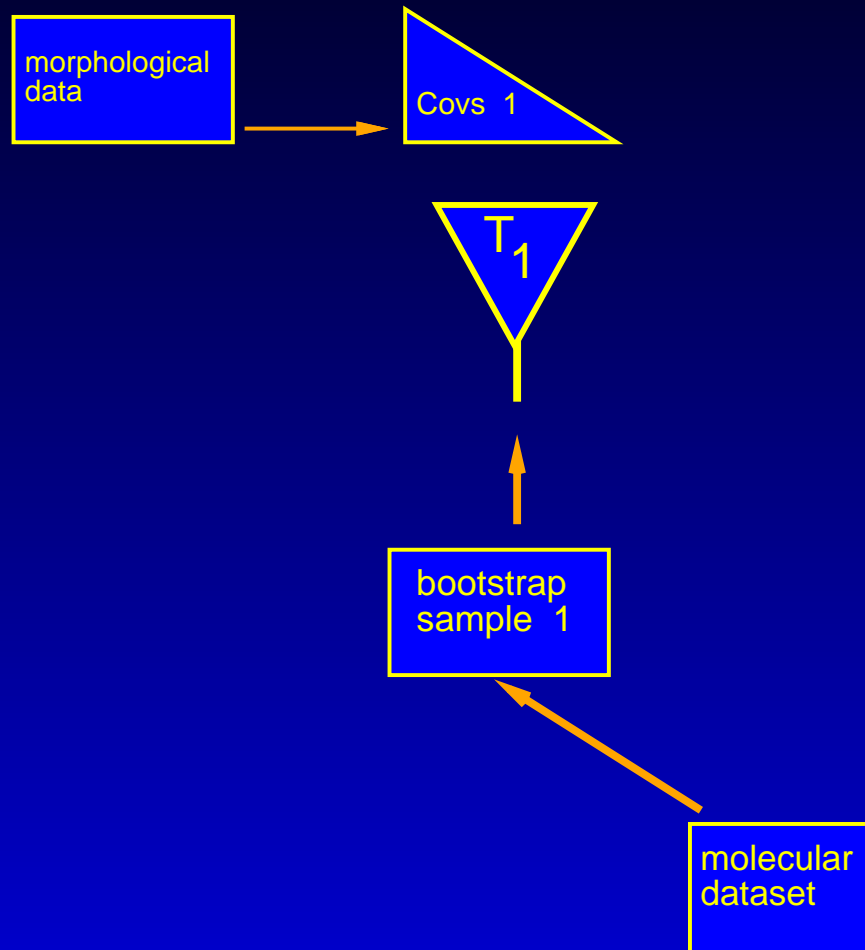 morphological
data
Covs 1
T1
bootstrap
sample 1
molecular
dataset